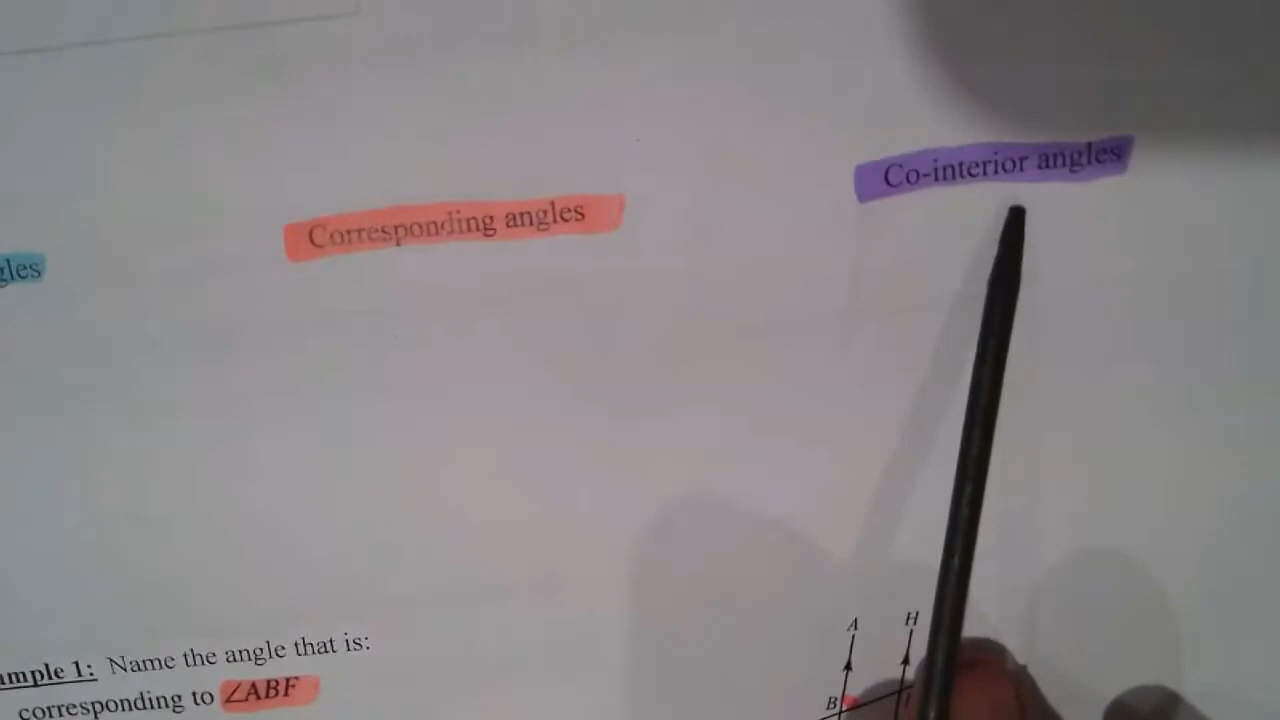 Co-interior angles
Corresponding angles
gles
ample 1: Name the angle that is:
corresponding to ∠ABF
A
H
B